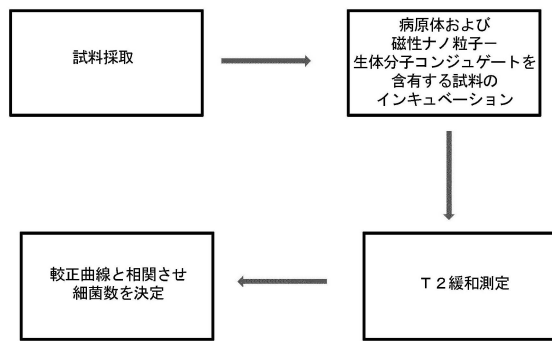 試料採取
病原体および
磁性ナノ粒子－
生体分子コンジュゲートを
含有する試料の
インキュベーション
Ｔ２緩和測定
較正曲線と相関させ
細菌数を決定